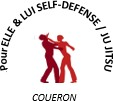 Pour ELLE & LUI SELF-DEFENSE / JU JITSU
COUERON